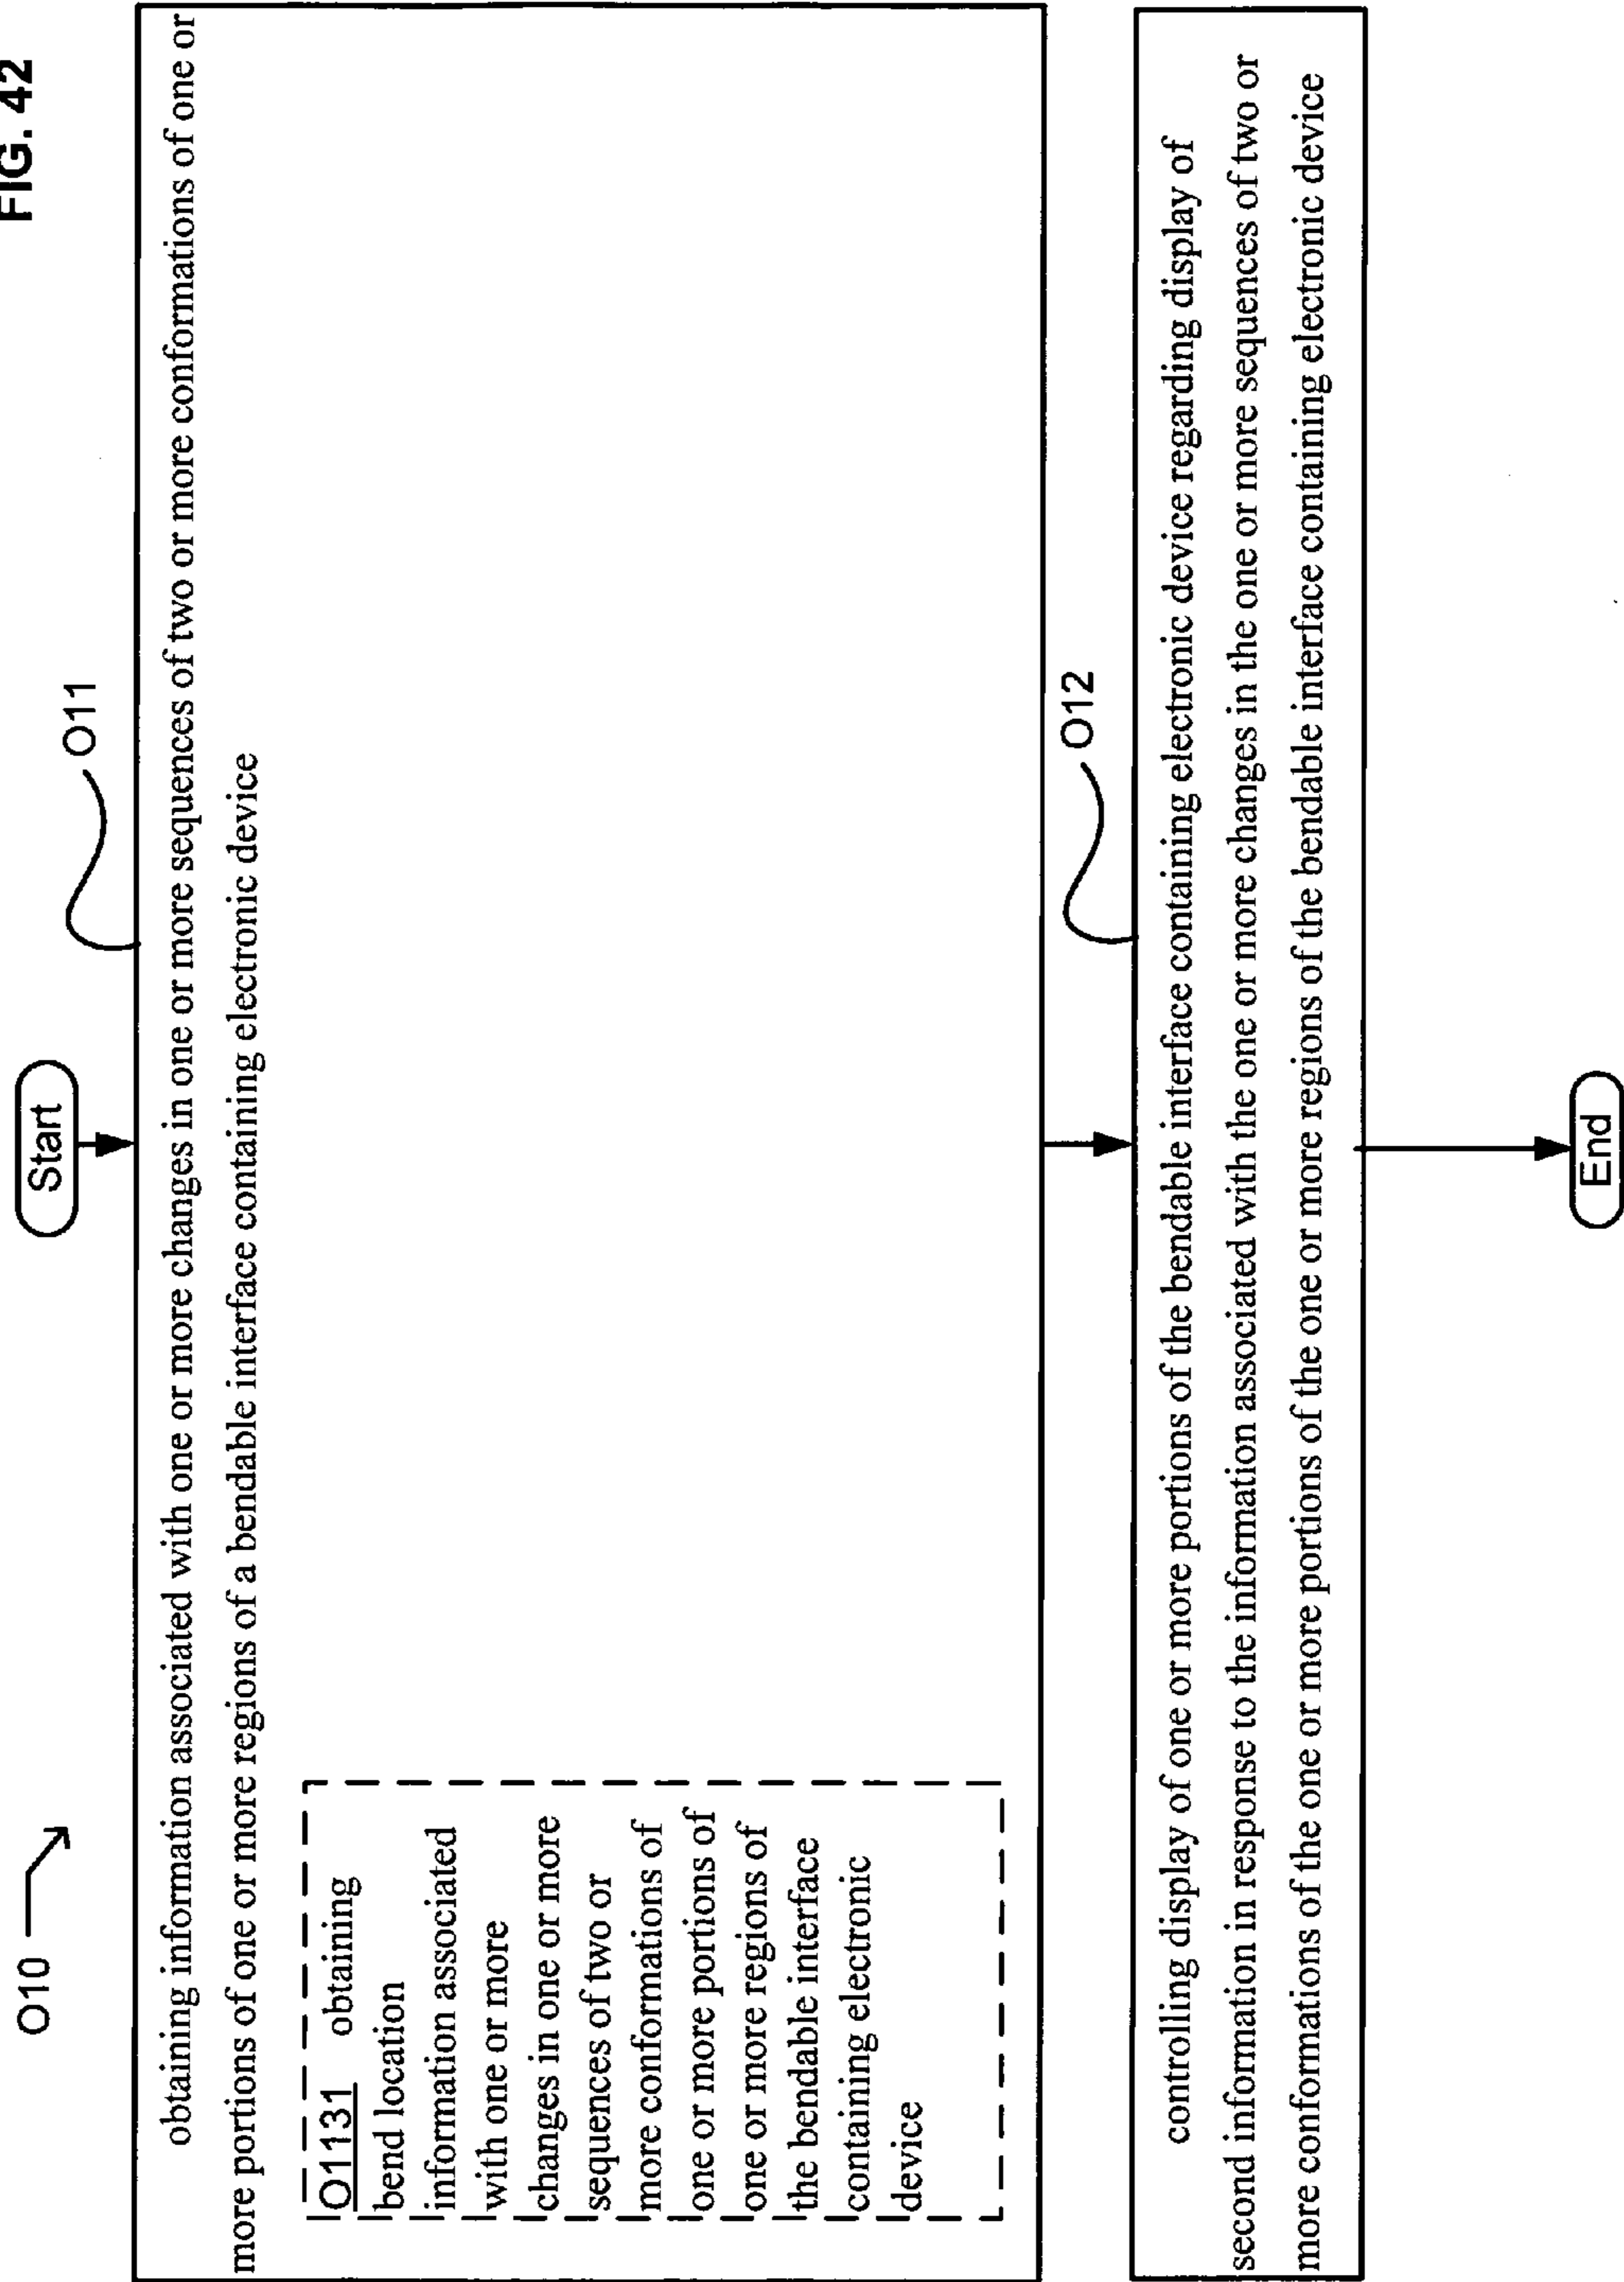 FIG. 42
O10
Start
O11
obtaining information associated with one or more changes in one or more sequences of two or more conformations of one or
more portions of one or more regions of a bendable interface containing electronic device
O1131 obtaining
bend location
information associated
with one or more
changes in one or more
sequences of two or
more conformations of
one or more portions of
one or more regions of
the bendable interface
containing electronic
device
O12
controlling display of one or more portions of the bendable interface containing electronic device regarding display of
second information in response to the information associated with the one or more changes in the one or more sequences of two or
more conformations of the one or more portions of the one or more regions of the bendable interface containing electronic device
End